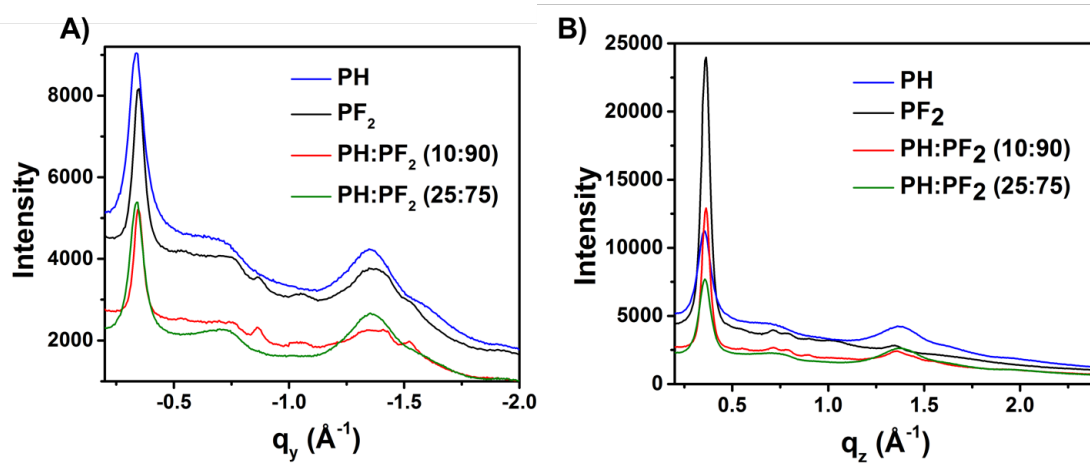 A)
Intensity
8000
6000
4000
2000
PH
PF₂
PH:PF₂ (10:90)
PH:PF₂ (25:75)
-0.5 -1.0 -1.5 -2.0
q_y (Å⁻¹)
B)
Intensity
25000
20000
15000
10000
5000
0
PH
PF2
PH:PF2 (10:90)
PH:PF2 (25:75)
0.5 1.0 1.5 2.0
q_z (Å⁻¹)